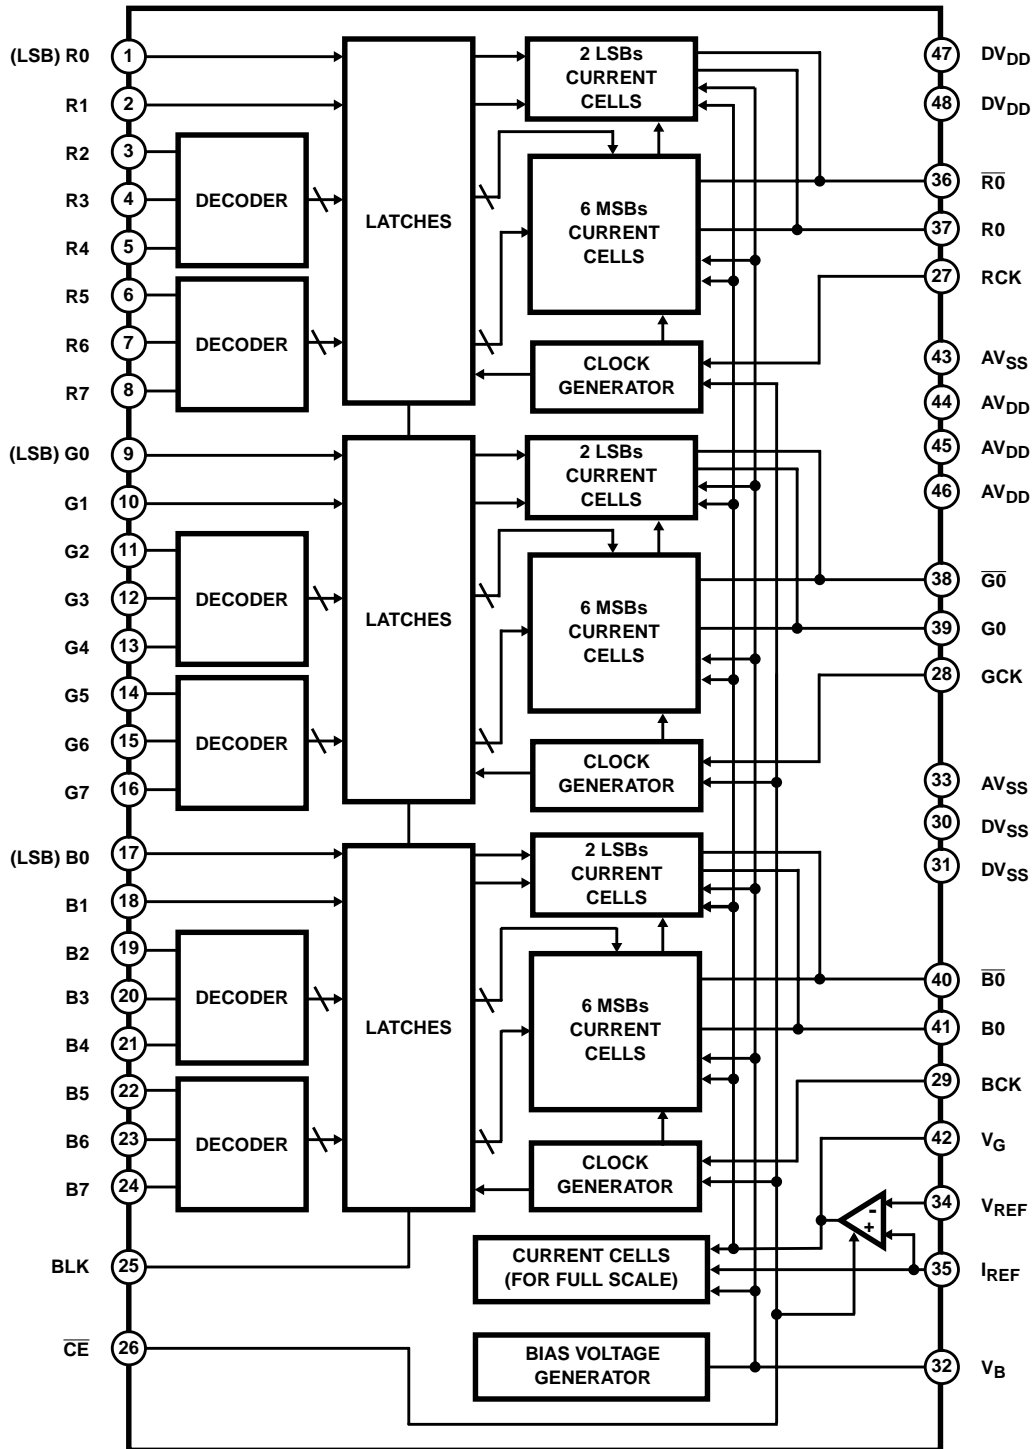 (LSB) R0 1
R1 2
R2 3
R3 4
R4 5
R5 6
R6 7
R7 8
(LSB) G0 9
G1 10
G2 11
G3 12
G4 13
G5 14
G6 15
G7 16
(LSB) B0 17
B1 18
B2 19
B3 20
B4 21
B5 22
B6 23
B7 24
BLK 25
C̅E̅ 26
DECODER
DECODER
LATCHES
2 LSBs
CURRENT
CELLS
6 MSBs
CURRENT
CELLS
CLOCK
GENERATOR
DECODER
DECODER
LATCHES
2 LSBs
CURRENT
CELLS
6 MSBs
CURRENT
CELLS
CLOCK
GENERATOR
DECODER
DECODER
LATCHES
2 LSBs
CURRENT
CELLS
6 MSBs
CURRENT
CELLS
CLOCK
GENERATOR
CURRENT CELLS
(FOR FULL SCALE)
BIAS VOLTAGE
GENERATOR
-
+
47 DVDD
48 DVDD
36 R̅0̅
37 R0
27 RCK
43 AVSS
44 AVDD
45 AVDD
46 AVDD
38 G̅0̅
39 G0
28 GCK
33 AVSS
30 DVSS
31 DVSS
40 B̅0̅
41 B0
29 BCK
42 VG
34 VREF
35 IREF
32 VB